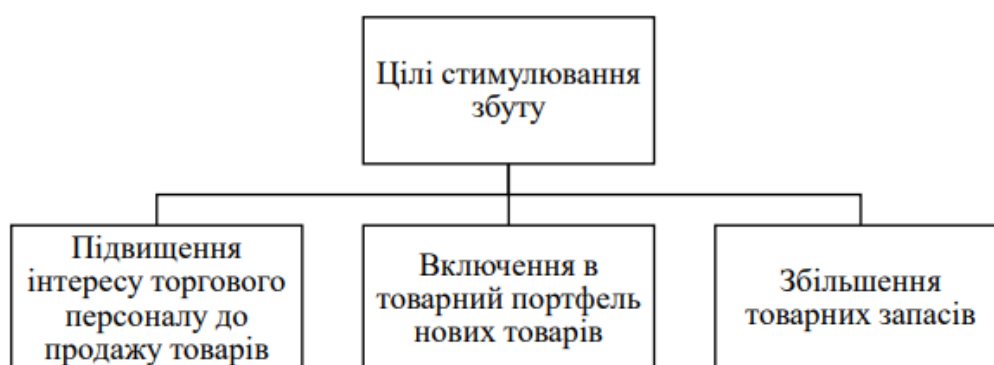 Цілі стимулювання
збуту
Підвищення
інтересу торгового
персоналу до
продажу товарів
Включення в
товарний портфель
нових товарів
Збільшення
товарних запасів